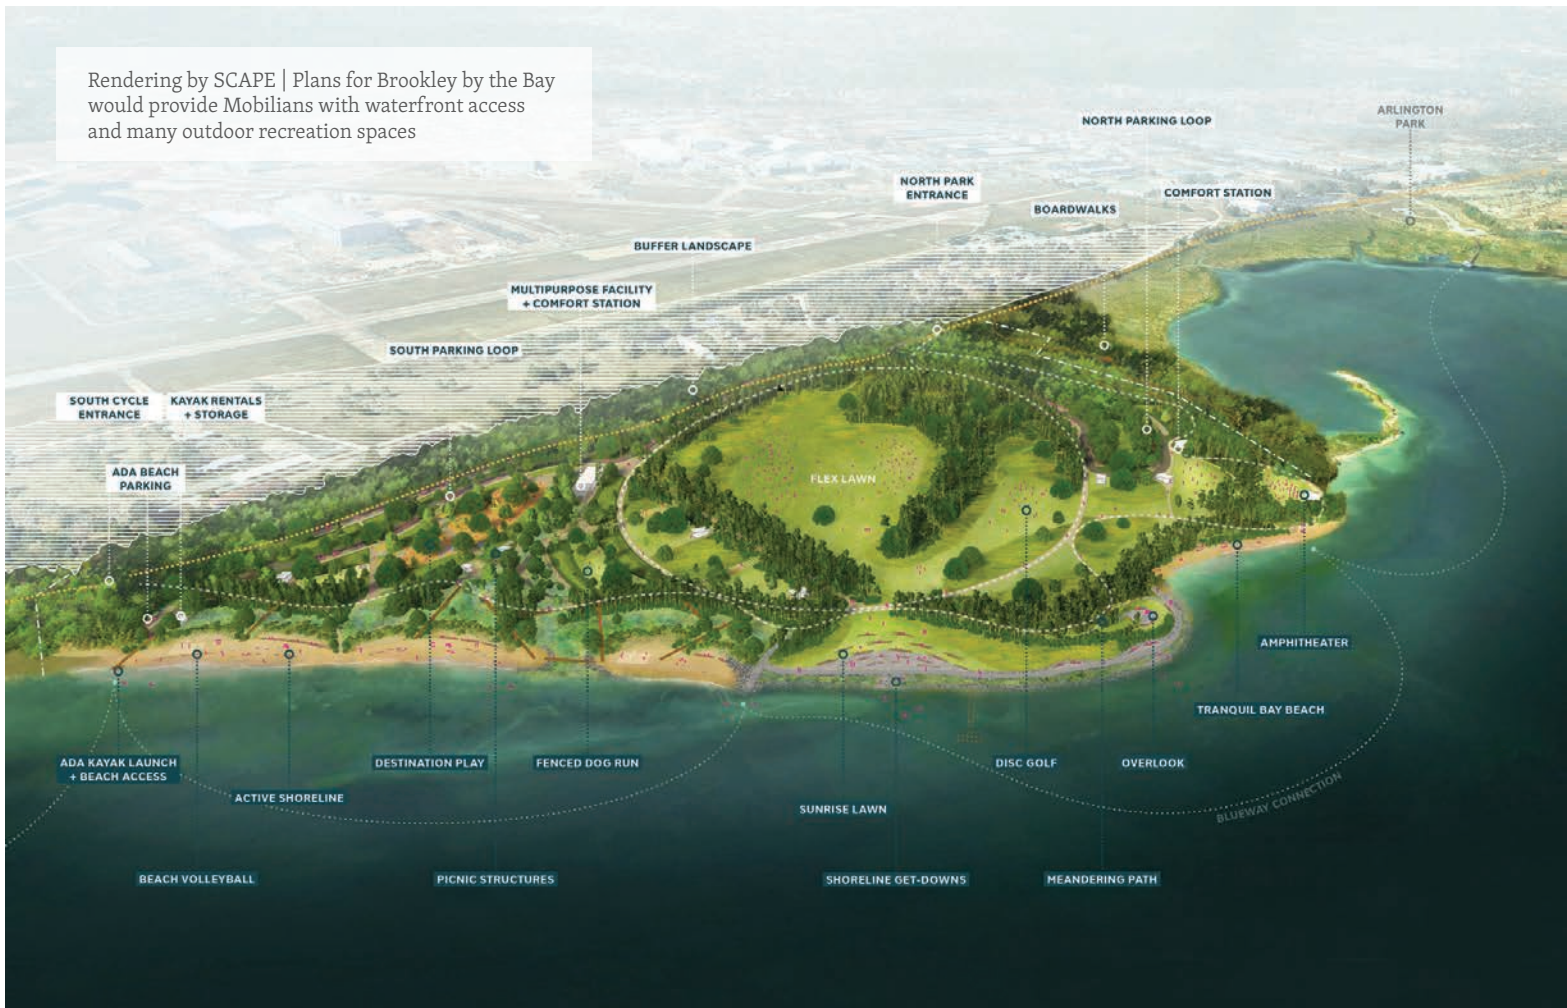 Rendering by SCAPE | Plans for Brookley by the Bay
would provide Mobilians with waterfront access
and many outdoor recreation spaces
ARLINGTON
PARK
NORTH PARKING LOOP
NORTH PARK
ENTRANCE
COMFORT STATION
BOARDWALKS
BUFFER LANDSCAPE
MULTIPURPOSE FACILITY
+ COMFORT STATION
SOUTH PARKING LOOP
SOUTH CYCLE
ENTRANCE
KAYAK RENTALS
+ STORAGE
ADA BEACH
PARKING
FLEX LAWN
AMPHITHEATER
TRANQUIL BAY BEACH
ADA KAYAK LAUNCH
+ BEACH ACCESS
DESTINATION PLAY
FENCED DOG RUN
DISC GOLF
OVERLOOK
ACTIVE SHORELINE
SUNRISE LAWN
BLUEWAY CONNECTION
BEACH VOLLEYBALL
PICNIC STRUCTURES
SHORELINE GET-DOWNS
MEANDERING PATH